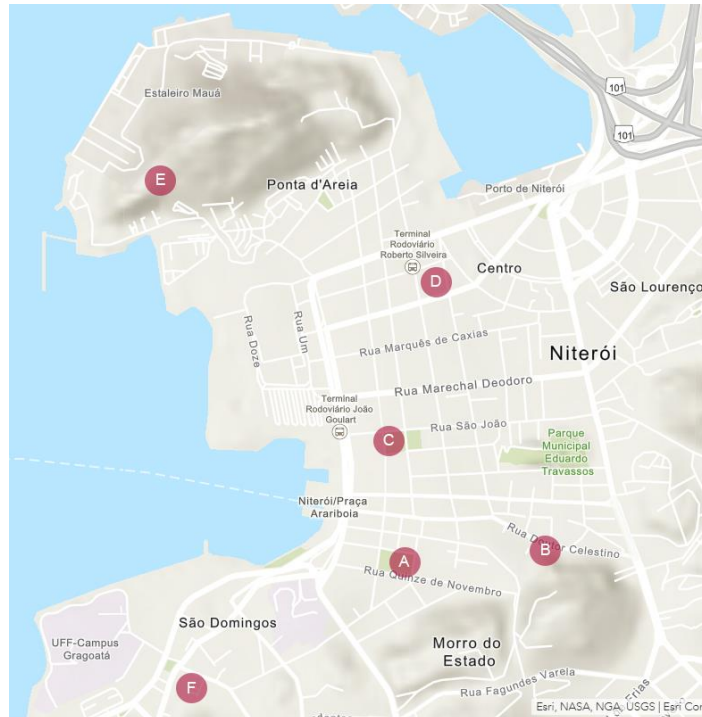 Estaleiro Mauá
101
101
E
Ponta d'Areia
Porto de Niterói
Terminal
Rodoviário
Roberto Silveira
Centro
D
São Lourenço
Rua Doze
Rua Um
Rua Marquês de Caxias
Niterói
Rua Marechal Deodoro
Terminal
Rodoviário João
Goulart
C
Rua São João
Parque
Municipal
Eduardo
Travassos
Niterói/Praça
Arariboia
Rua Doutor Celestino
B
A
Rua Quinze de Novembro
São Domingos
UFF-Campus
Gragoatá
Morro do
Estado
F
Rua Fagundes Varela
Frias
Esri, NASA, NGA, USGS | Esri Con